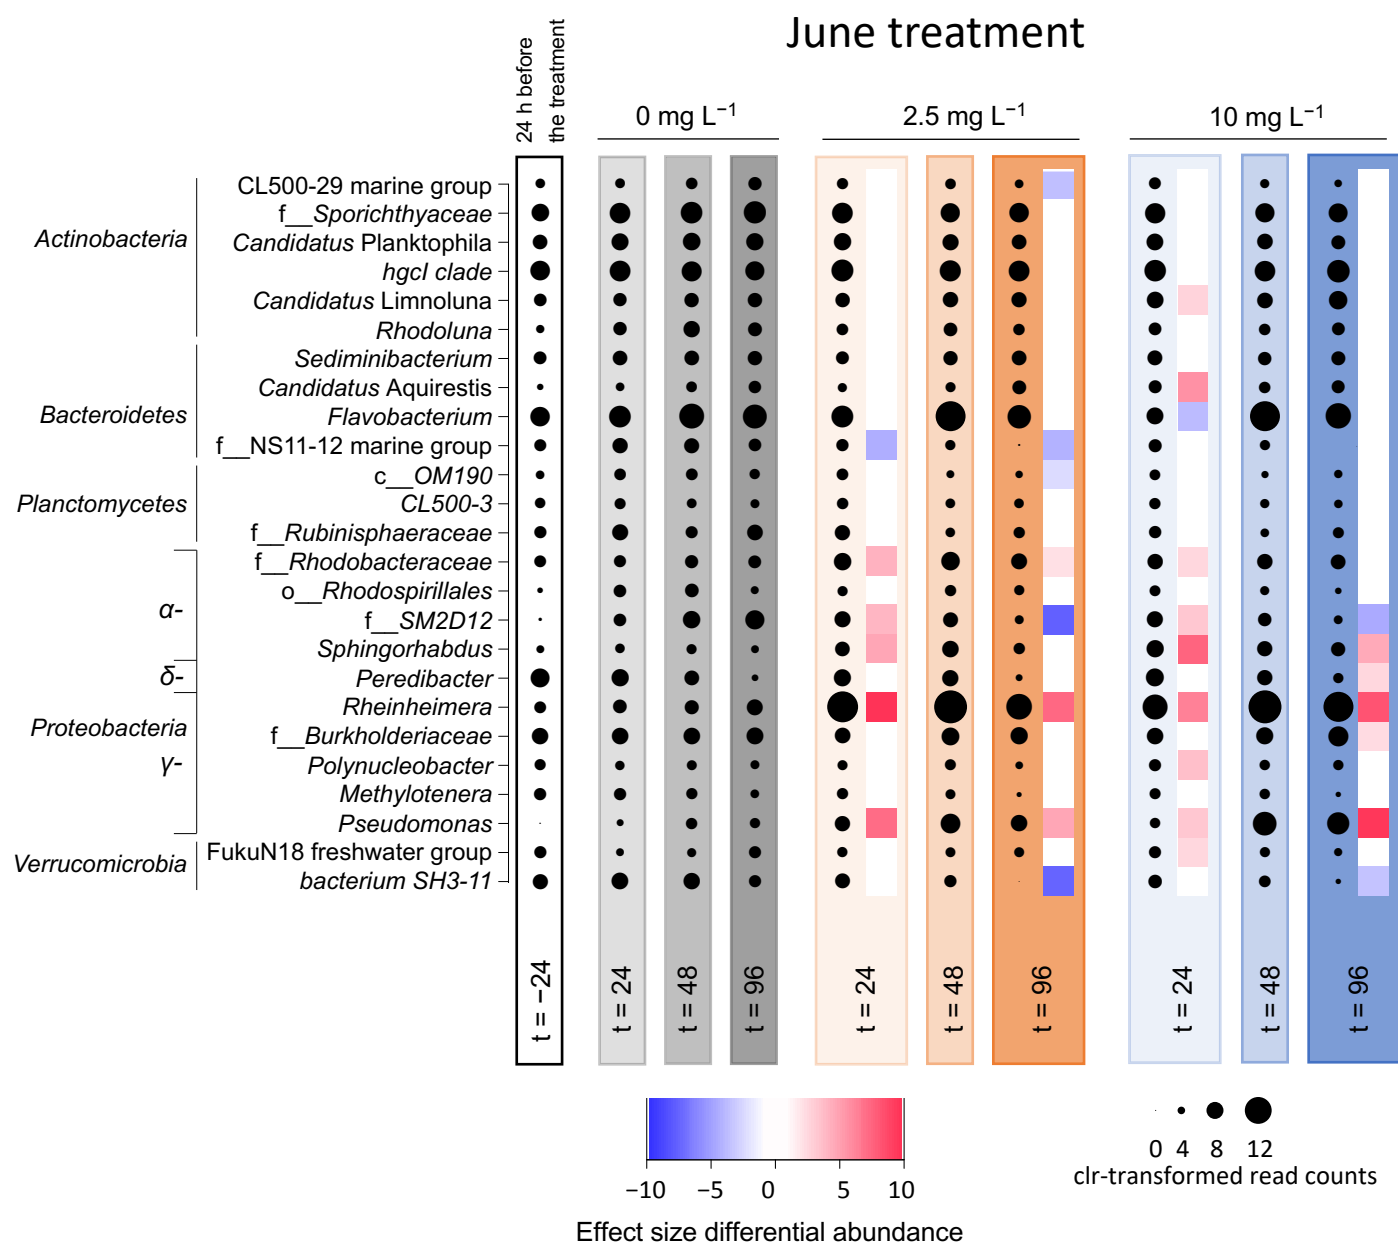 June treatment
24 h before
the treatment
0 mg L⁻¹
2.5 mg L⁻¹
10 mg L⁻¹
Actinobacteria
CL500-29 marine group
f__Sporichthyaceae
Candidatus Planktophila
hgcI clade
Candidatus Limnoluna
Rhodoluna
Bacteroidetes
Sediminibacterium
Candidatus Aquirestis
Flavobacterium
f__NS11-12 marine group
Planctomycetes
c__OM190
CL500-3
f__Rubinisphaeraceae
Proteobacteria
α-
f__Rhodobacteraceae
o__Rhodospirillales
f__SM2D12
Sphingorhabdus
δ-
Peredibacter
γ-
Rheinheimera
f__Burkholderiaceae
Polynucleobacter
Methylotenera
Pseudomonas
Verrucomicrobia
FukuN18 freshwater group
bacterium SH3-11
t = −24
t = 24
t = 48
t = 96
t = 24
t = 48
t = 96
t = 24
t = 48
t = 96
−10 −5 0 5 10
Effect size differential abundance
0 4 8 12
clr-transformed read counts